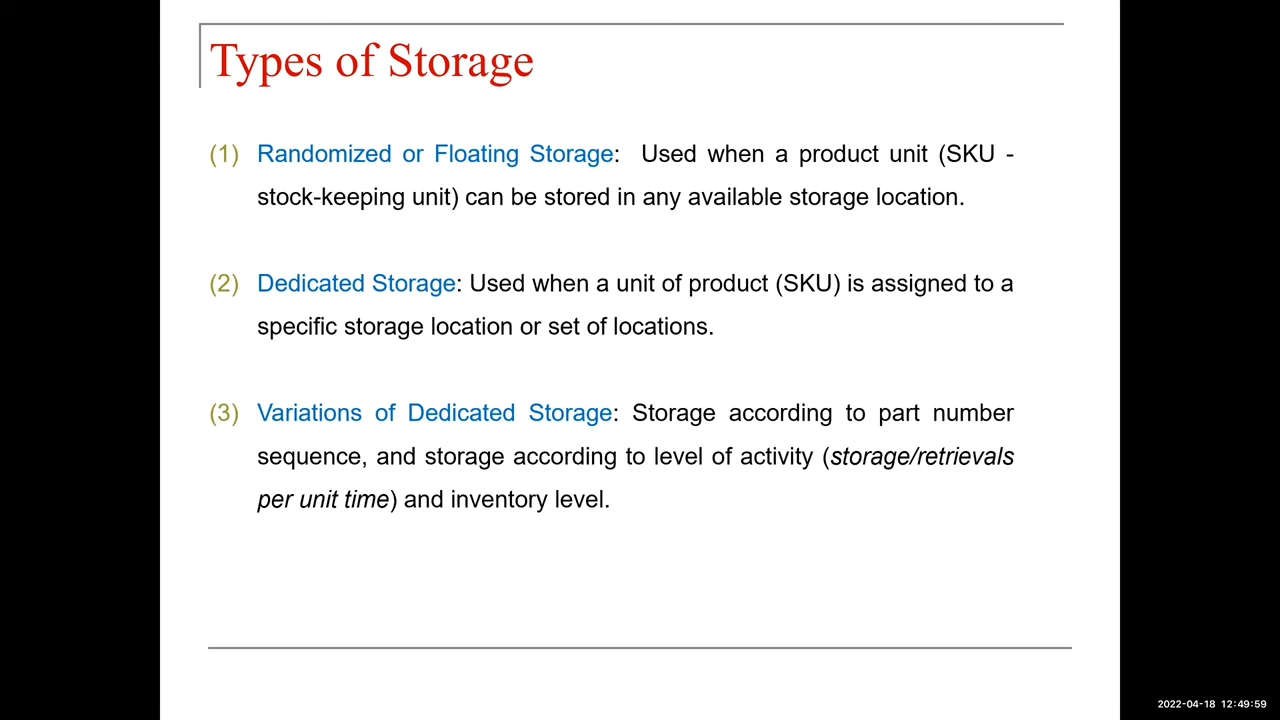 Types of Storage
(1) Randomized or Floating Storage: Used when a product unit (SKU -
stock-keeping unit) can be stored in any available storage location.
(2) Dedicated Storage: Used when a unit of product (SKU) is assigned to a
specific storage location or set of locations.
(3) Variations of Dedicated Storage: Storage according to part number
sequence, and storage according to level of activity (storage/retrievals
per unit time) and inventory level.
2022-04-18 12:49:59